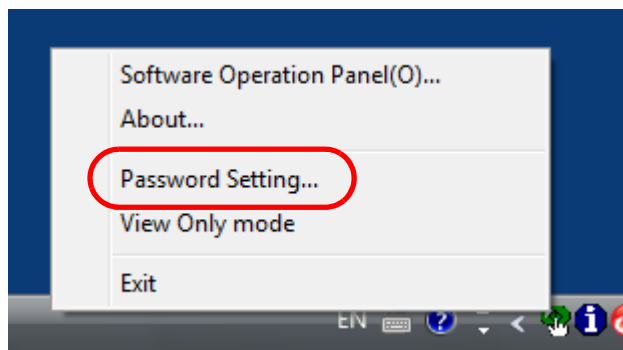 Software Operation Panel(O)...
About...
Password Setting...
View Only mode
Exit
EN